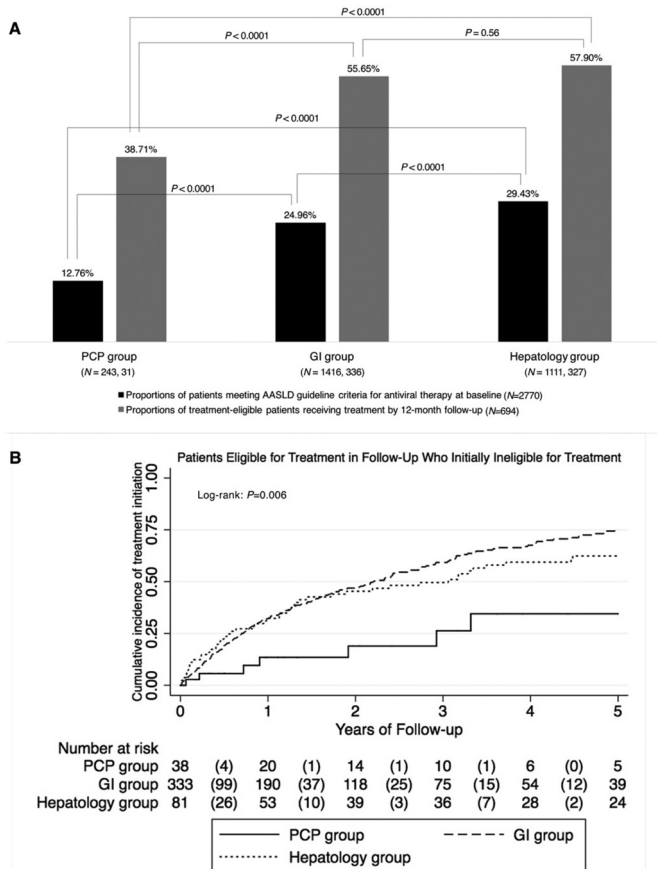 A
P < 0.0001
P < 0.0001
P = 0.56
55.65%
57.90%
P < 0.0001
38.71%
P < 0.0001
P < 0.0001
29.43%
24.96%
12.76%
PCP group
GI group
Hepatology group
(N = 243, 31)
(N = 1416, 336)
(N = 1111, 327)
Proportions of patients meeting AASLD guideline criteria for antiviral therapy at baseline (N=2770)
Proportions of treatment-eligible patients receiving treatment by 12-month follow-up (N=694)
B
Patients Eligible for Treatment in Follow-Up Who Initially Ineligible for Treatment
Cumulative incidence of treatment initiation
1.00
0.75
0.50
0.25
0.00
Log-rank: P=0.006
0 1 2 3 4 5
Years of Follow-up
Number at risk
PCP group 38 (4) 20 (1) 14 (1) 10 (1) 6 (0) 5
GI group 333 (99) 190 (37) 118 (25) 75 (15) 54 (12) 39
Hepatology group 81 (26) 53 (10) 39 (3) 36 (7) 28 (2) 24
PCP group
GI group
Hepatology group